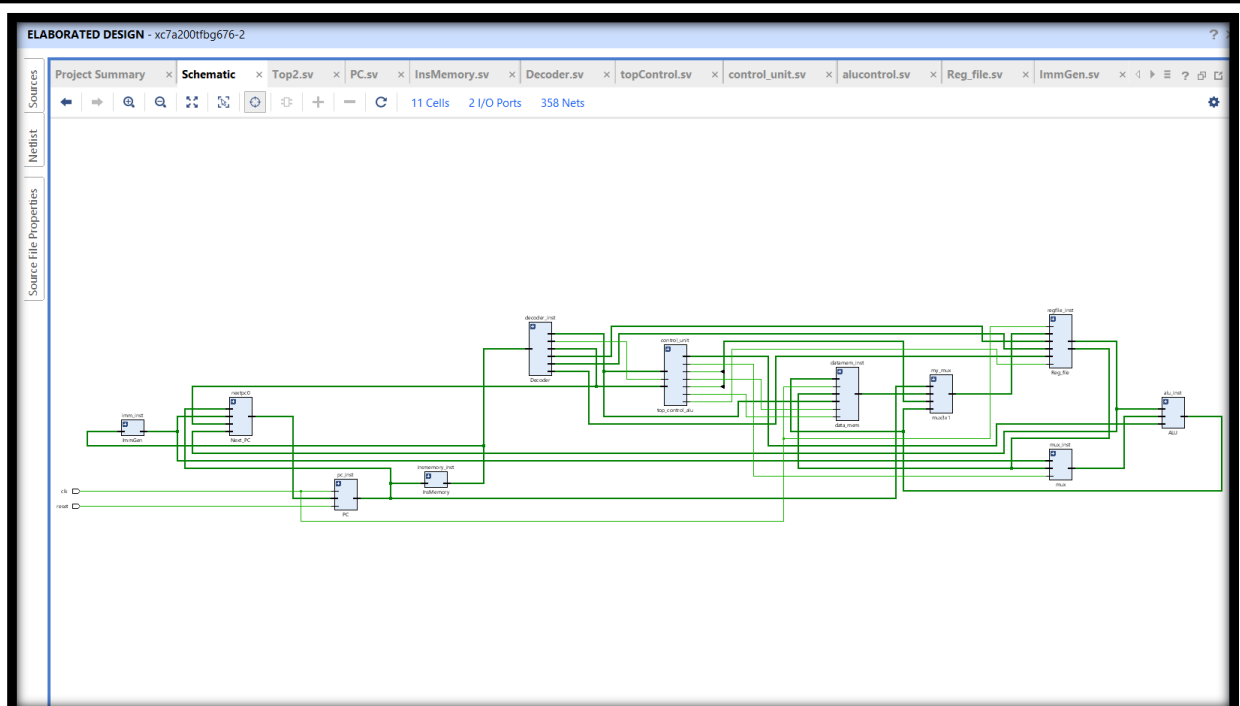 ELABORATED DESIGN - xc7a200tfbg676-2
?
Project Summary × Schematic × Top2.sv × PC.sv × InsMemory.sv × Decoder.sv × topControl.sv × control_unit.sv × alucontrol.sv × Reg_file.sv × ImmGen.sv ×
?
11 Cells 2 I/O Ports 358 Nets
Sources
Netlist
Source File Properties
regfile_inst
Reg_file
decoder_inst
Decoder
control_unit
top_control_alu
datamem_inst
data_mem
my_mux
mux3x1
alu_inst
ALU
nextpc0
Next_PC
imm_inst
ImmGen
mux_inst
mux
insmemory_inst
InsMemory
pc_inst
PC
clk
reset